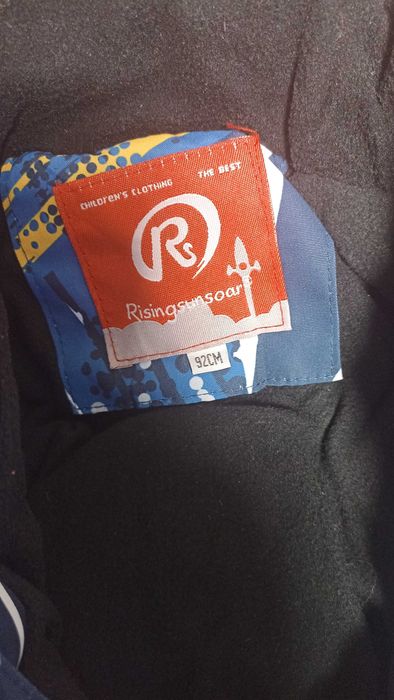 CHILDREN'S CLOTHING THE BEST
Rs
Risingsunsoar
92CM